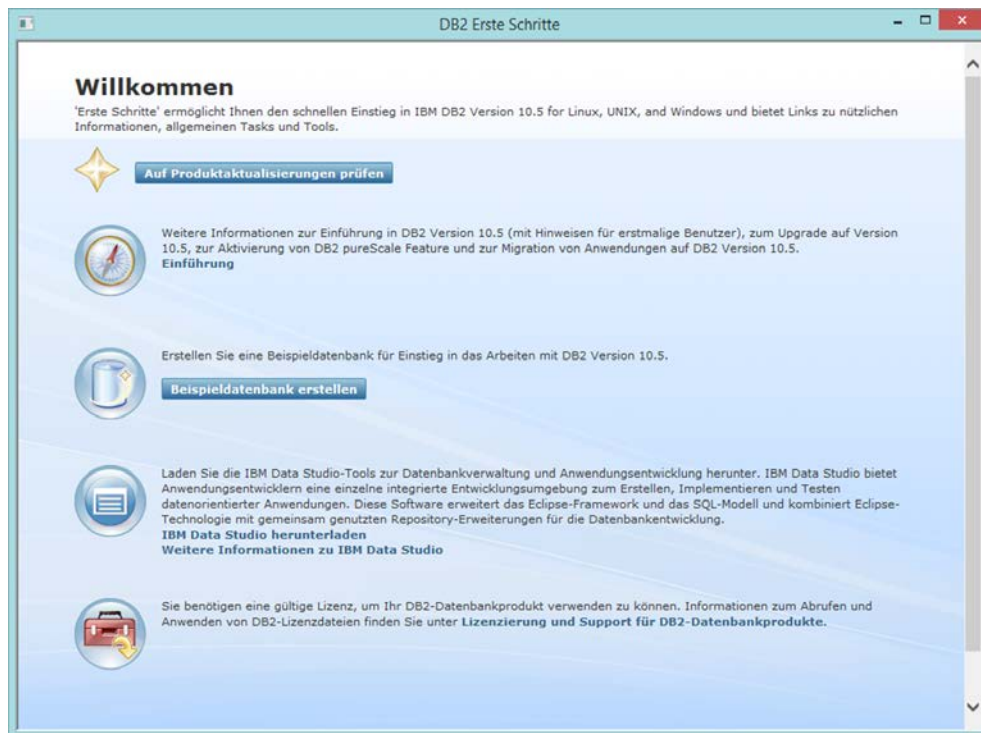 DB2 Erste Schritte
Willkommen
'Erste Schritte' ermöglicht Ihnen den schnellen Einstieg in IBM DB2 Version 10.5 for Linux, UNIX, and Windows und bietet Links zu nützlichen
Informationen, allgemeinen Tasks und Tools.
Auf Produktaktualisierungen prüfen
Weitere Informationen zur Einführung in DB2 Version 10.5 (mit Hinweisen für erstmalige Benutzer), zum Upgrade auf Version
10.5, zur Aktivierung von DB2 pureScale Feature und zur Migration von Anwendungen auf DB2 Version 10.5.
Einführung
Erstellen Sie eine Beispieldatenbank für Einstieg in das Arbeiten mit DB2 Version 10.5.
Beispieldatenbank erstellen
Laden Sie die IBM Data Studio-Tools zur Datenbankverwaltung und Anwendungsentwicklung herunter. IBM Data Studio bietet
Anwendungsentwicklern eine einzelne integrierte Entwicklungsumgebung zum Erstellen, Implementieren und Testen
datenorientierter Anwendungen. Diese Software erweitert das Eclipse-Framework und das SQL-Modell und kombiniert Eclipse-
Technologie mit gemeinsam genutzten Repository-Erweiterungen für die Datenbankentwicklung.
IBM Data Studio herunterladen
Weitere Informationen zu IBM Data Studio
Sie benötigen eine gültige Lizenz, um Ihr DB2-Datenbankprodukt verwenden zu können. Informationen zum Abrufen und
Anwenden von DB2-Lizenzdateien finden Sie unter Lizenzierung und Support für DB2-Datenbankprodukte.